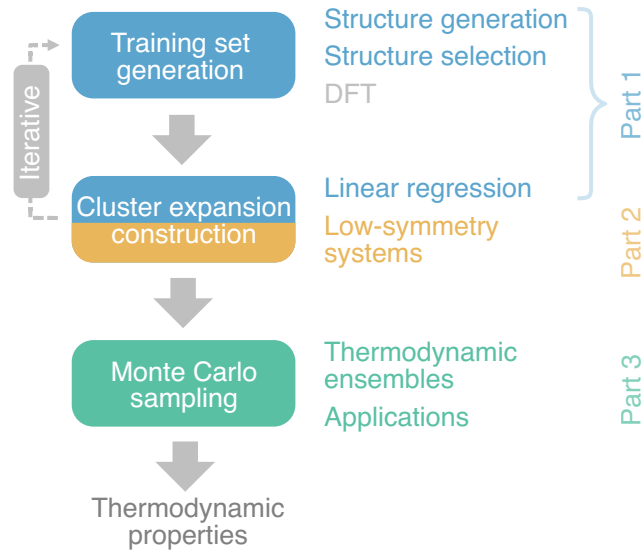 Training set
generation
Structure generation
Structure selection
DFT
Part 1
Iterative
Cluster expansion
construction
Linear regression
Low-symmetry
systems
Part 2
Monte Carlo
sampling
Thermodynamic
ensembles
Applications
Part 3
Thermodynamic
properties